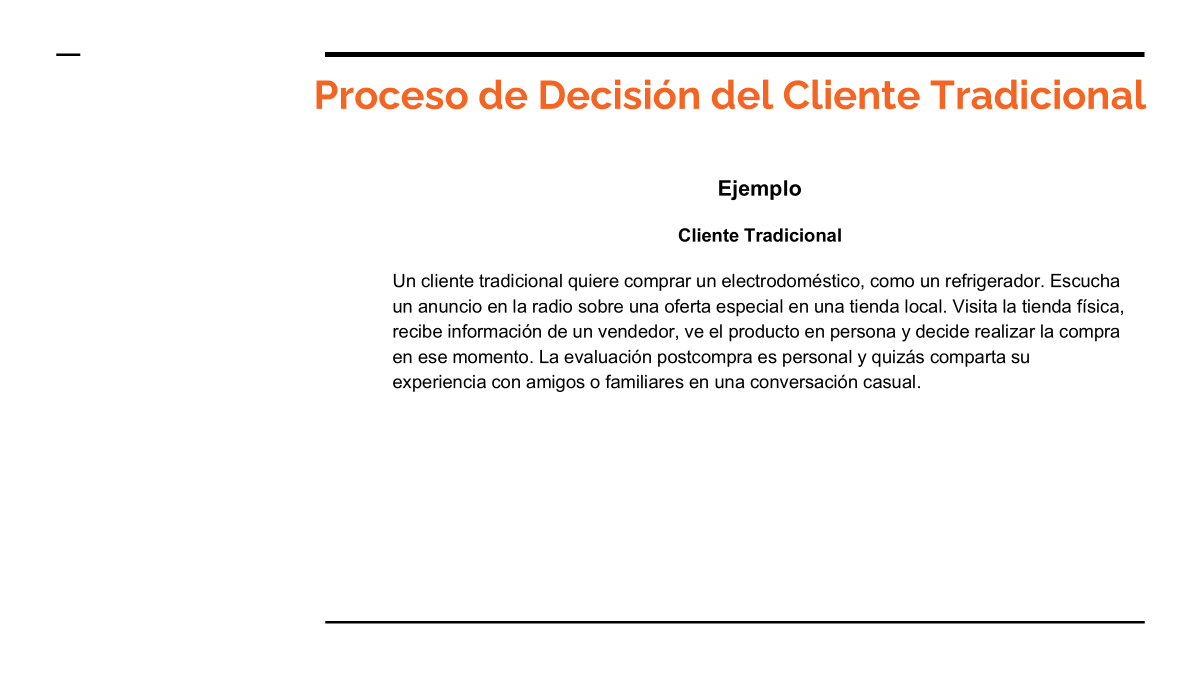 Proceso de Decisión del Cliente Tradicional
Ejemplo
Cliente Tradicional
Un cliente tradicional quiere comprar un electrodoméstico, como un refrigerador. Escucha
un anuncio en la radio sobre una oferta especial en una tienda local. Visita la tienda física,
recibe información de un vendedor, ve el producto en persona y decide realizar la compra
en ese momento. La evaluación postcompra es personal y quizás comparta su
experiencia con amigos o familiares en una conversación casual.